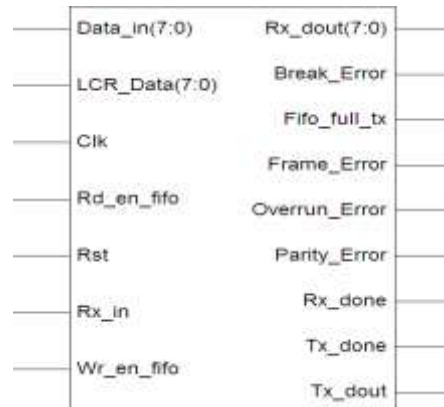 Data_in(7:0)
LCR_Data(7:0)
Clk
Rd_en_fifo
Rst
Rx_in
Wr_en_fifo
Rx_dout(7:0)
Break_Error
Fifo_full_tx
Frame_Error
Overrun_Error
Parity_Error
Rx_done
Tx_done
Tx_dout